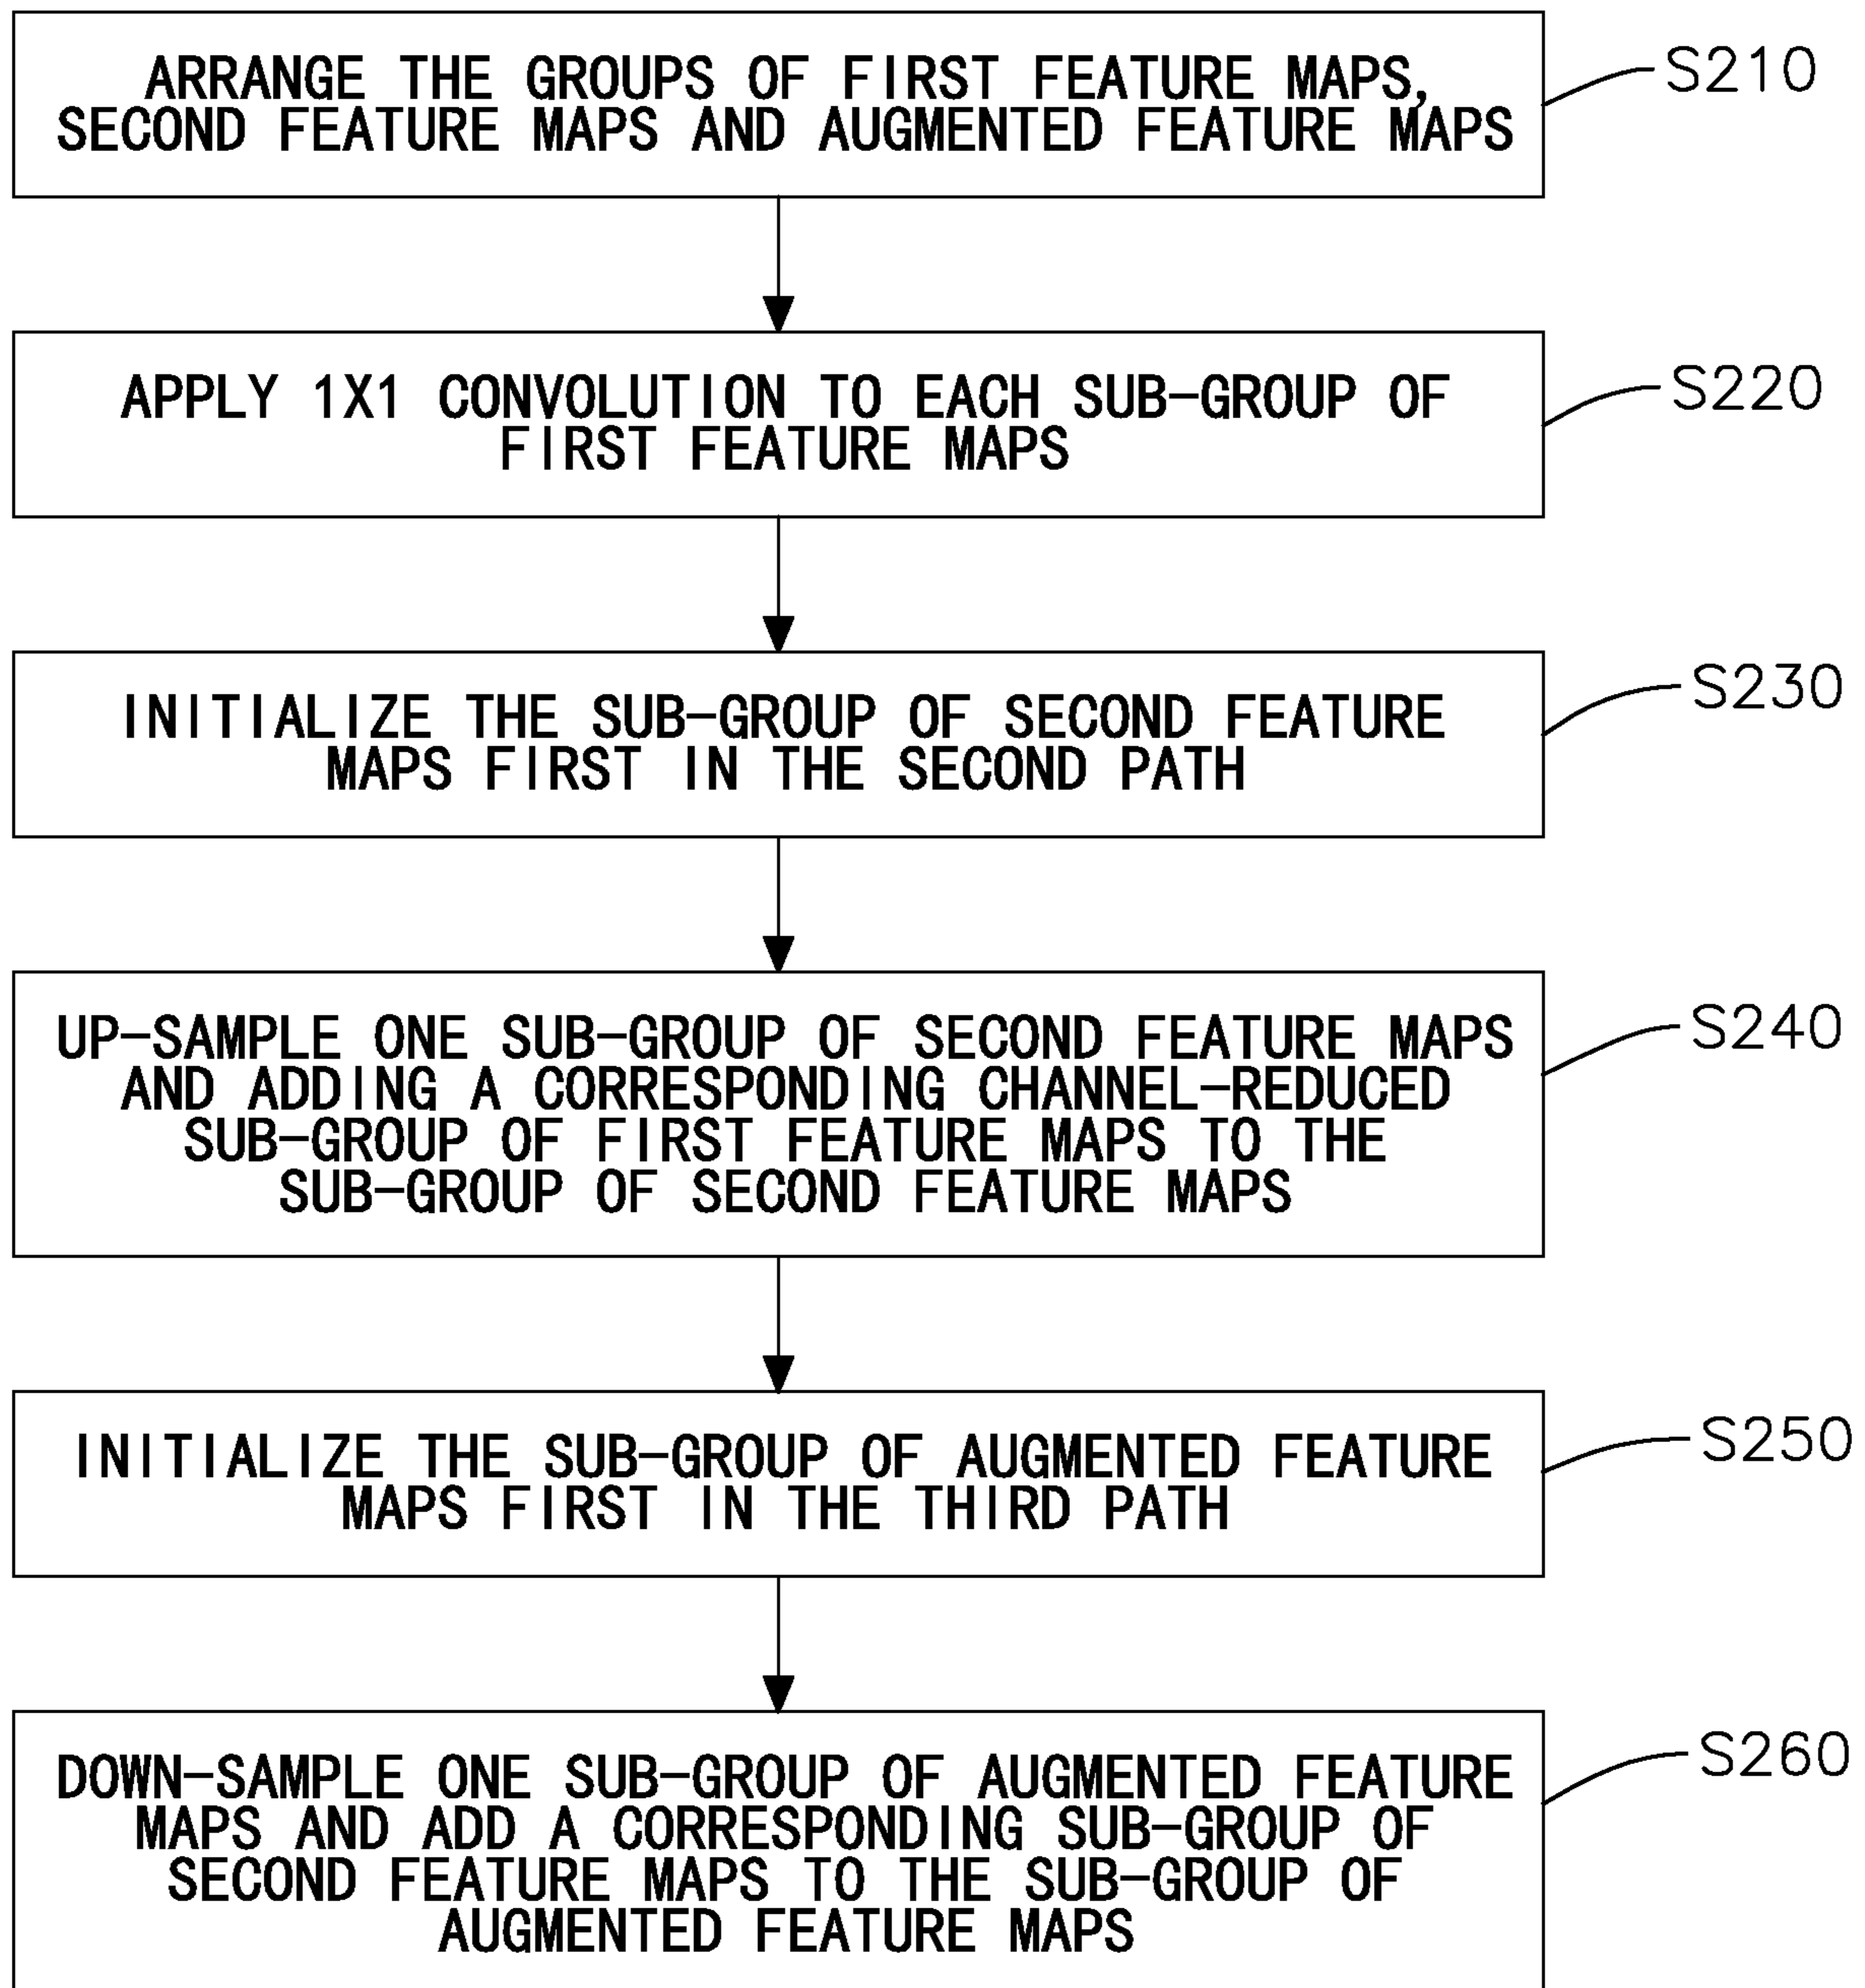 ARRANGE THE GROUPS OF FIRST FEATURE MAPS,
SECOND FEATURE MAPS AND AUGMENTED FEATURE MAPS
S210
APPLY 1X1 CONVOLUTION TO EACH SUB-GROUP OF
FIRST FEATURE MAPS
S220
INITIALIZE THE SUB-GROUP OF SECOND FEATURE
MAPS FIRST IN THE SECOND PATH
S230
UP-SAMPLE ONE SUB-GROUP OF SECOND FEATURE MAPS
AND ADDING A CORRESPONDING CHANNEL-REDUCED
SUB-GROUP OF FIRST FEATURE MAPS TO THE
SUB-GROUP OF SECOND FEATURE MAPS
S240
INITIALIZE THE SUB-GROUP OF AUGMENTED FEATURE
MAPS FIRST IN THE THIRD PATH
S250
DOWN-SAMPLE ONE SUB-GROUP OF AUGMENTED FEATURE
MAPS AND ADD A CORRESPONDING SUB-GROUP OF
SECOND FEATURE MAPS TO THE SUB-GROUP OF
AUGMENTED FEATURE MAPS
S260